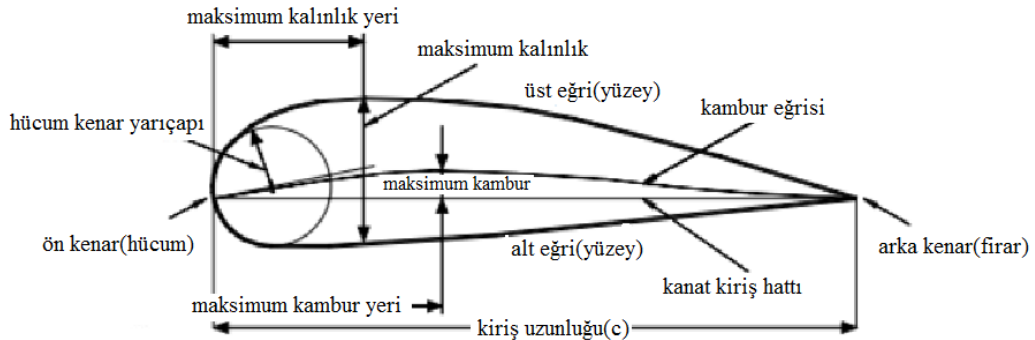 maksimum kalınlık yeri
maksimum kalınlık
üst eğri(yüzey)
kambur eğrisi
hücum kenar yarıçapı
maksimum kambur
ön kenar(hücum)
alt eğri(yüzey)
arka kenar(firar)
kanat kiriş hattı
maksimum kambur yeri
kiriş uzunluğu(c)